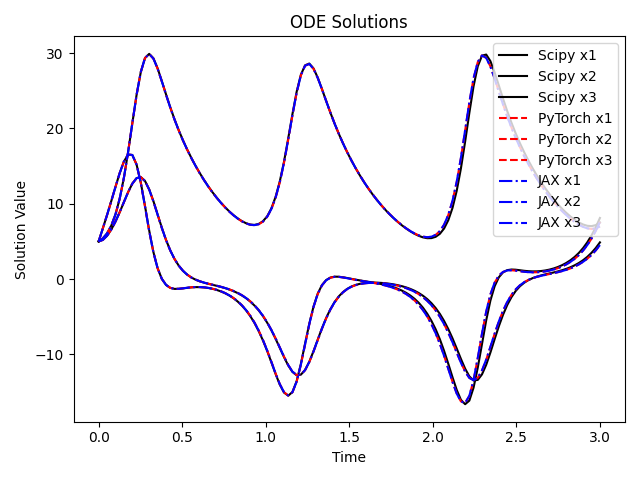 ODE Solutions
Solution Value
30
20
10
0
−10
Scipy x1
Scipy x2
Scipy x3
PyTorch x1
PyTorch x2
PyTorch x3
JAX x1
JAX x2
JAX x3
0.0 0.5 1.0 1.5 2.0 2.5 3.0
Time